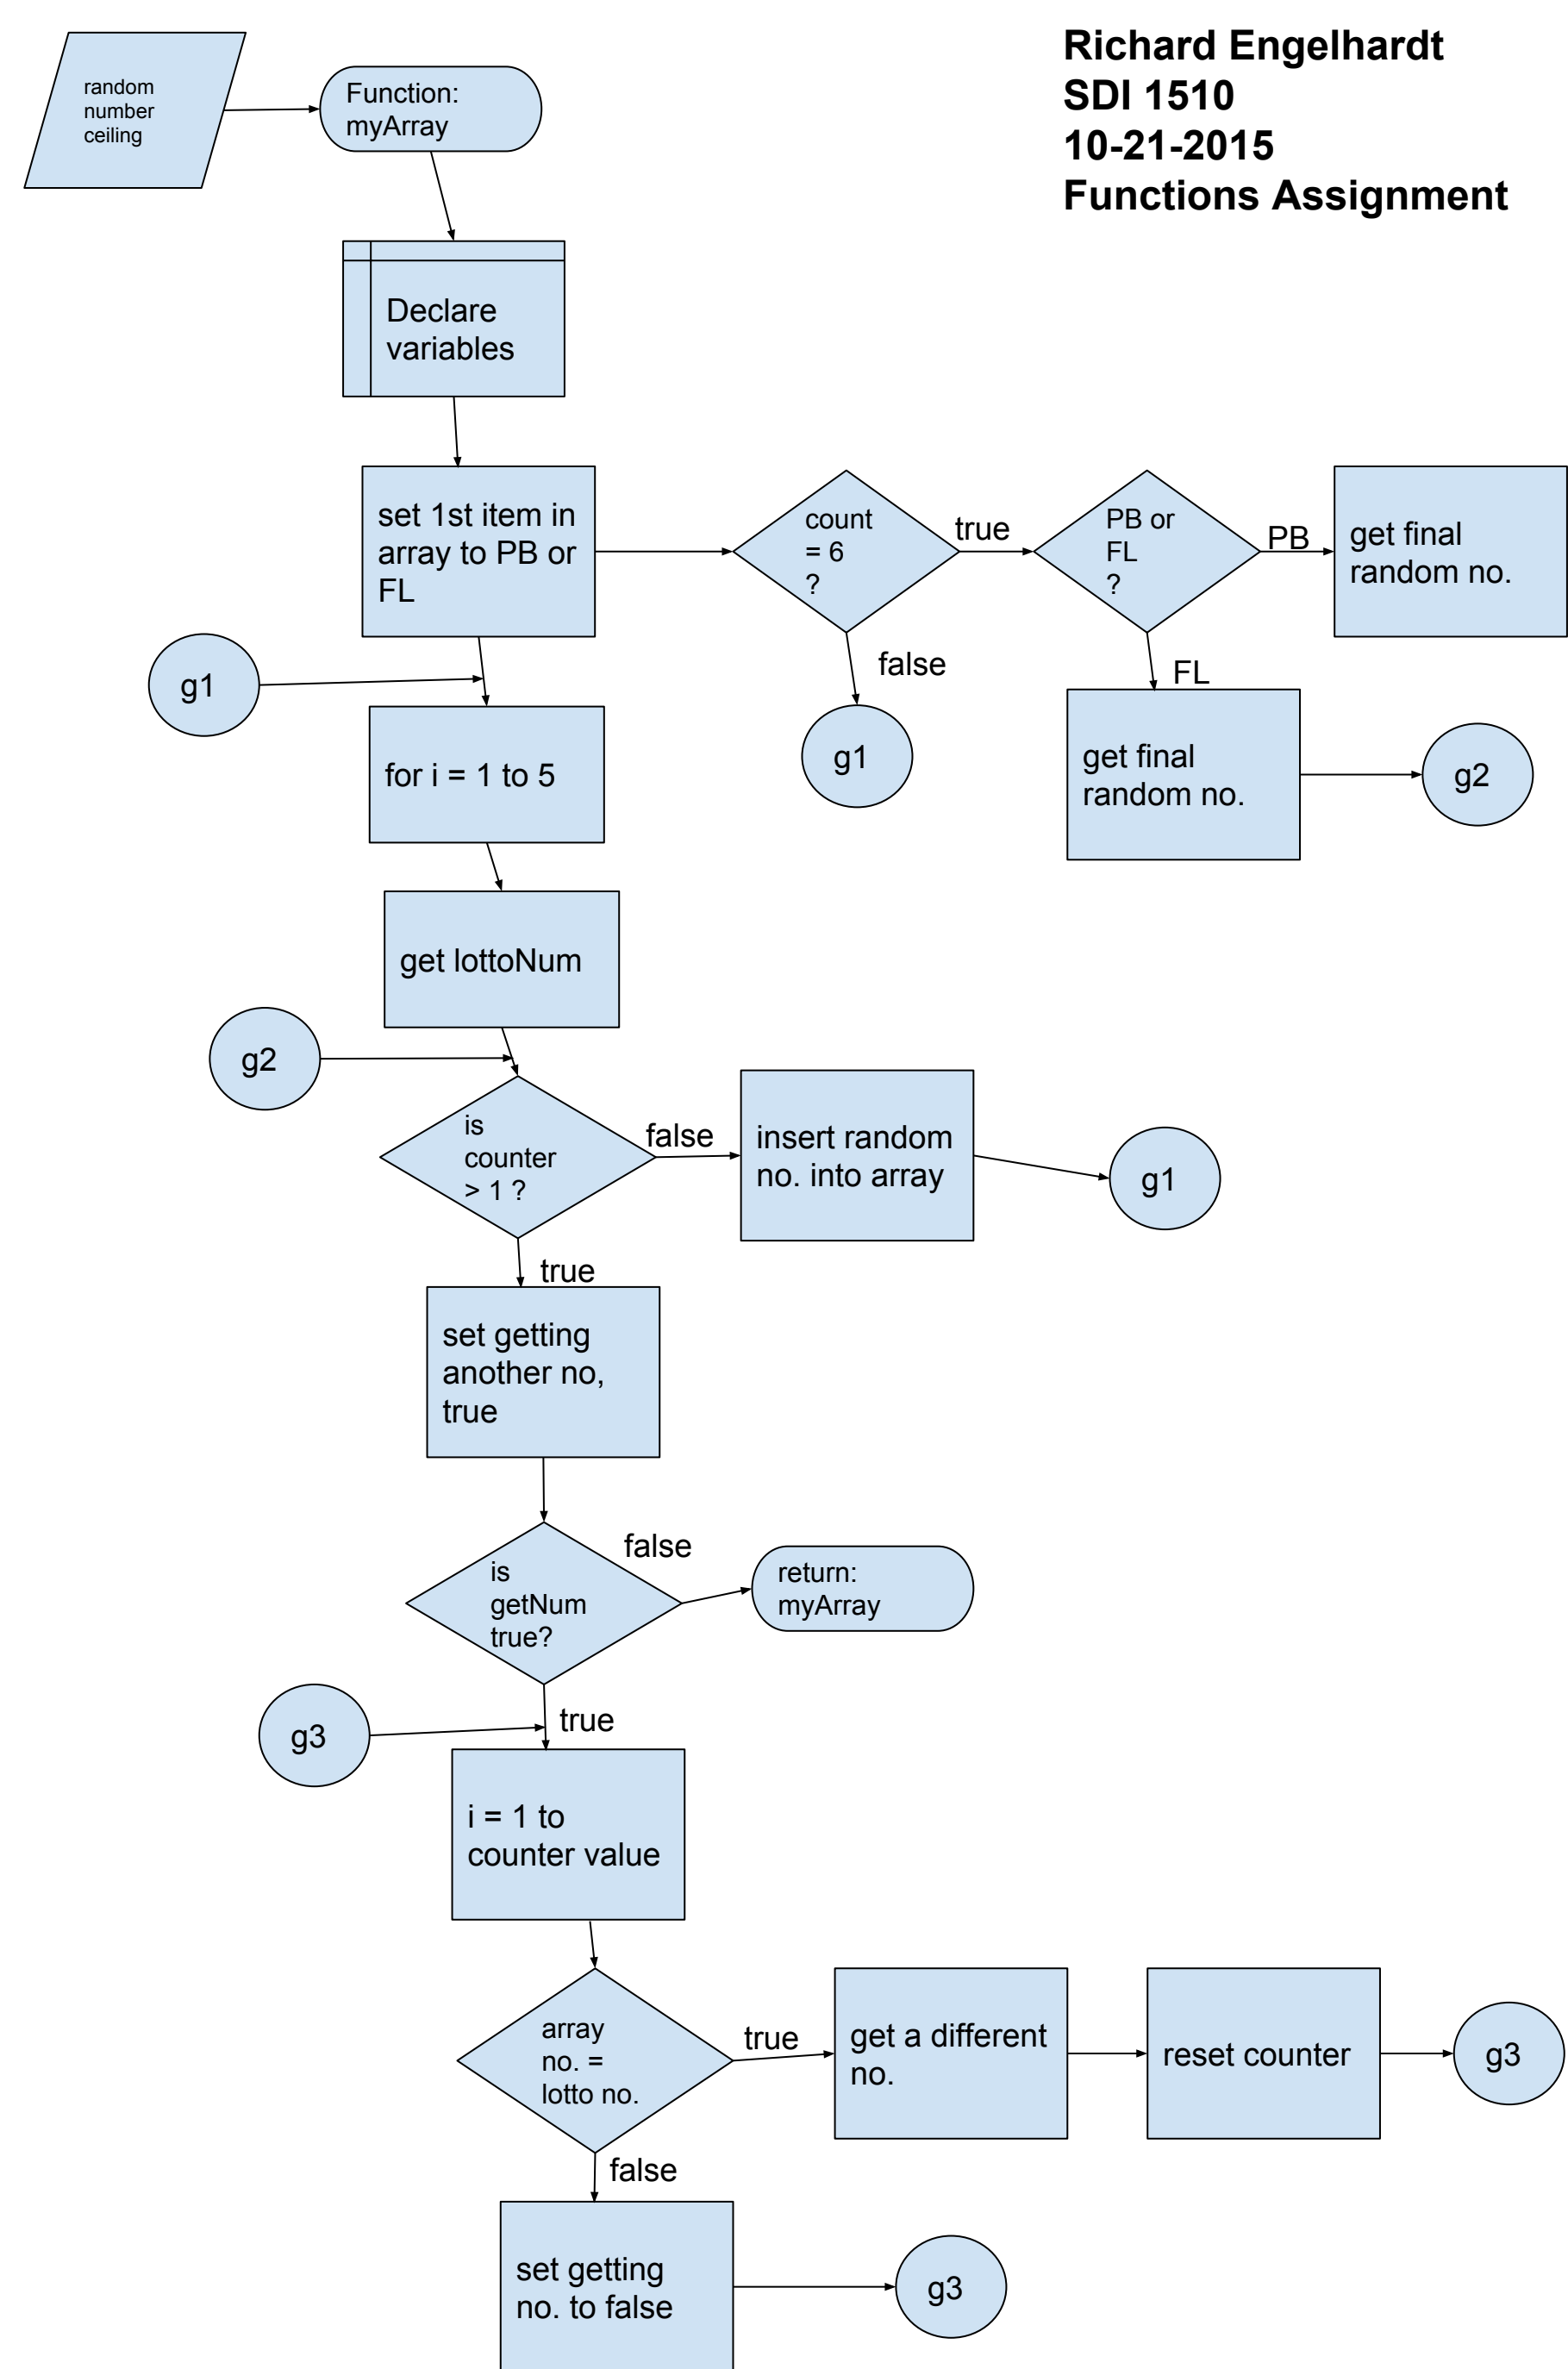 Richard Engelhardt
SDI 1510
10-21-2015
Functions Assignment
random
number
ceiling
Function:
myArray
Declare
variables
set 1st item in
array to PB or
FL
count
= 6
?
true
PB or
FL
?
PB
get final
random no.
false
g1
FL
get final
random no.
g2
g1
for i = 1 to 5
get lottoNum
g2
is
counter
> 1 ?
false
insert random
no. into array
g1
true
set getting
another no,
true
is
getNum
true?
false
return:
myArray
g3
true
i = 1 to
counter value
array
no. =
lotto no.
true
get a different
no.
reset counter
g3
false
set getting
no. to false
g3